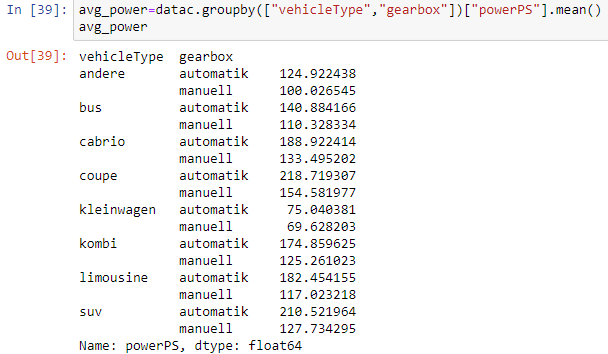 In [39]: avg_power=datac.groupby(["vehicleType","gearbox"])["powerPS"].mean()
avg_power
Out[39]: vehicleType gearbox
andere automatik 124.922438
manuell 100.026545
bus automatik 140.884166
manuell 110.328334
cabrio automatik 188.922414
manuell 133.495202
coupe automatik 218.719307
manuell 154.581977
kleinwagen automatik 75.040381
manuell 69.628203
kombi automatik 174.859625
manuell 125.261023
limousine automatik 182.454155
manuell 117.023218
suv automatik 210.521964
manuell 127.734295
Name: powerPS, dtype: float64